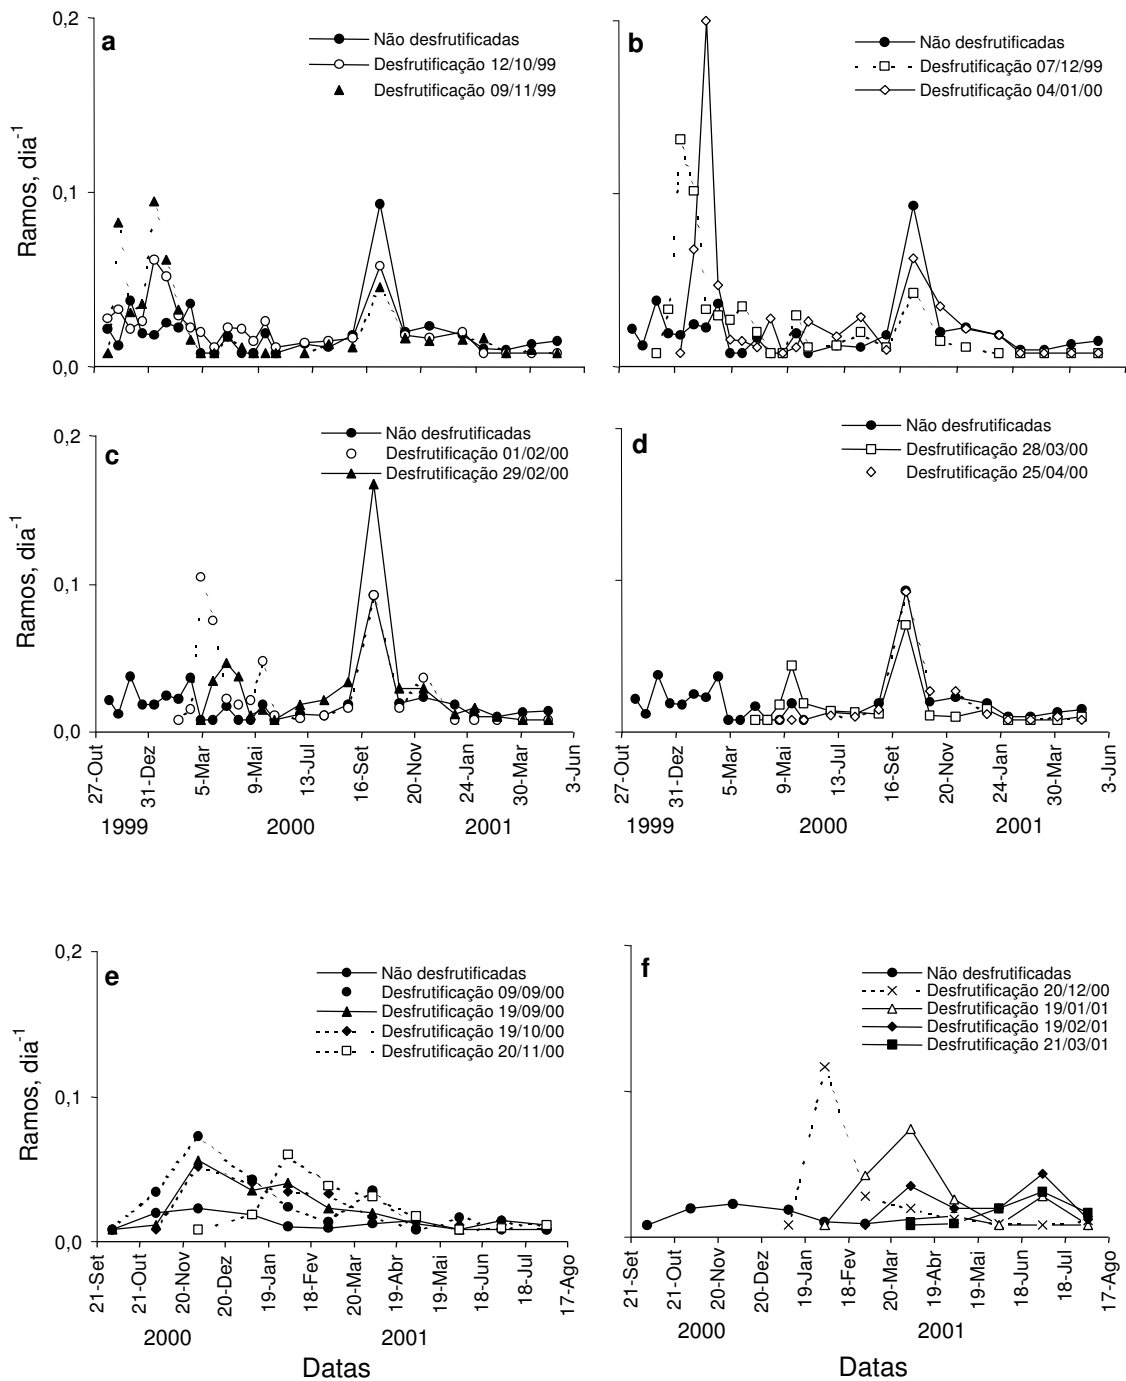 a
0,2
0,1
0,0
Ramos, dia-1
Não desfrutificadas
Desfrutificação 12/10/99
Desfrutificação 09/11/99
b
Não desfrutificadas
Desfrutificação 07/12/99
Desfrutificação 04/01/00
c
0,2
0,1
0,0
Ramos, dia-1
Não desfrutificadas
Desfrutificação 01/02/00
Desfrutificação 29/02/00
27-Out
31-Dez
5-Mar
9-Mai
13-Jul
16-Set
20-Nov
24-Jan
30-Mar
3-Jun
1999
2000
2001
d
Não desfrutificadas
Desfrutificação 28/03/00
Desfrutificação 25/04/00
27-Out
31-Dez
5-Mar
9-Mai
13-Jul
16-Set
20-Nov
24-Jan
30-Mar
3-Jun
1999
2000
2001
e
0,2
0,1
0,0
Ramos, dia-1
Não desfrutificadas
Desfrutificação 09/09/00
Desfrutificação 19/09/00
Desfrutificação 19/10/00
Desfrutificação 20/11/00
21-Set
21-Out
20-Nov
20-Dez
19-Jan
18-Fev
20-Mar
19-Abr
19-Mai
18-Jun
18-Jul
17-Ago
2000
2001
Datas
f
Não desfrutificadas
Desfrutificação 20/12/00
Desfrutificação 19/01/01
Desfrutificação 19/02/01
Desfrutificação 21/03/01
21-Set
21-Out
20-Nov
20-Dez
19-Jan
18-Fev
20-Mar
19-Abr
19-Mai
18-Jun
18-Jul
17-Ago
2000
2001
Datas